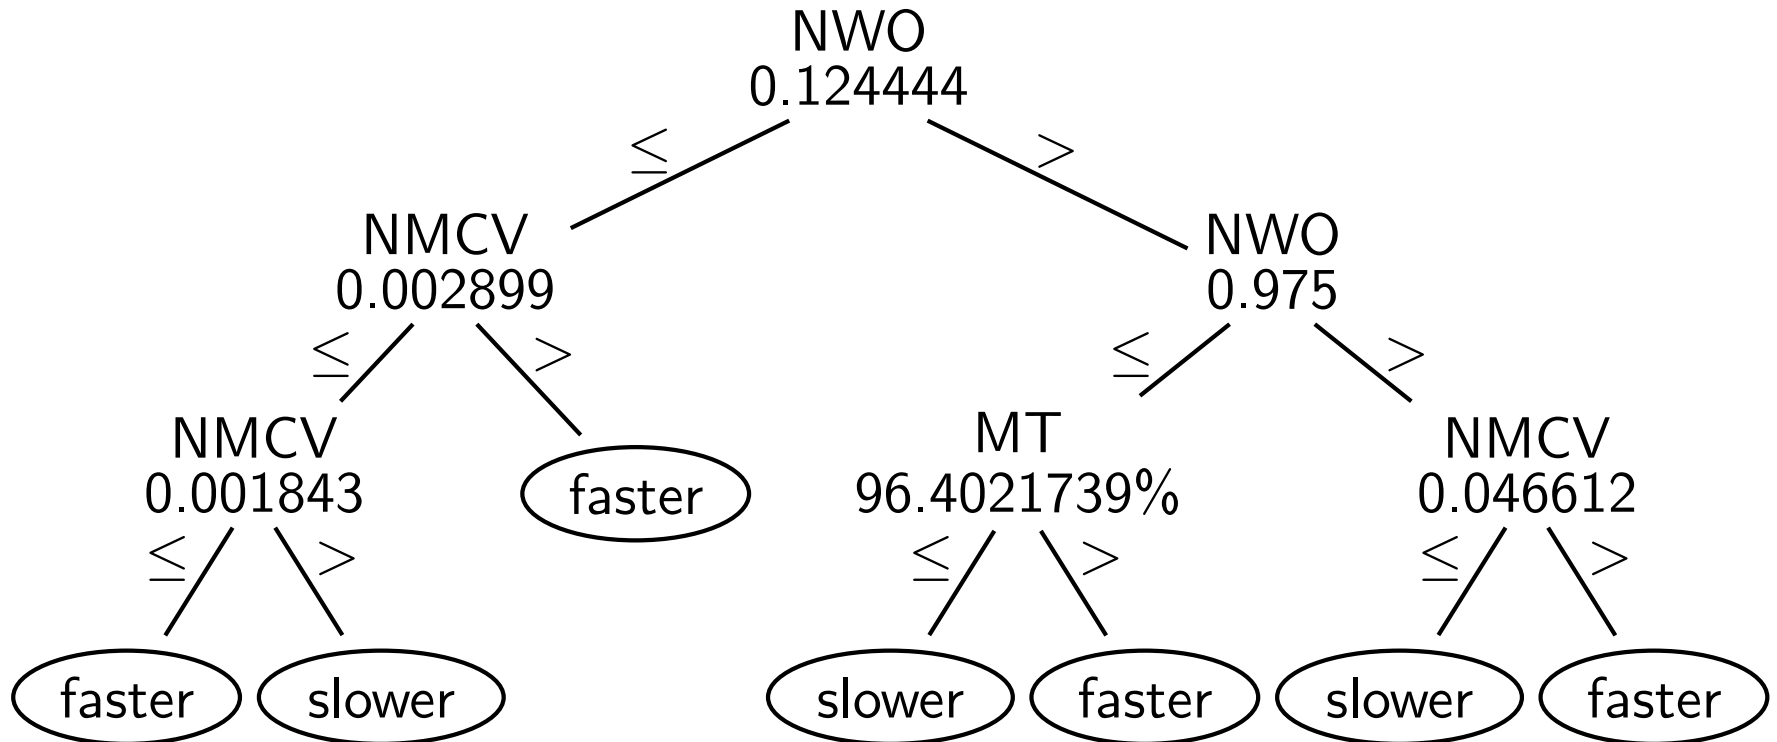 NWO
0.124444
≤
>
NMCV
0.002899
NWO
0.975
≤
>
≤
>
NMCV
0.001843
faster
MT
96.4021739%
NMCV
0.046612
≤
>
≤
>
≤
>
faster
slower
slower
faster
slower
faster